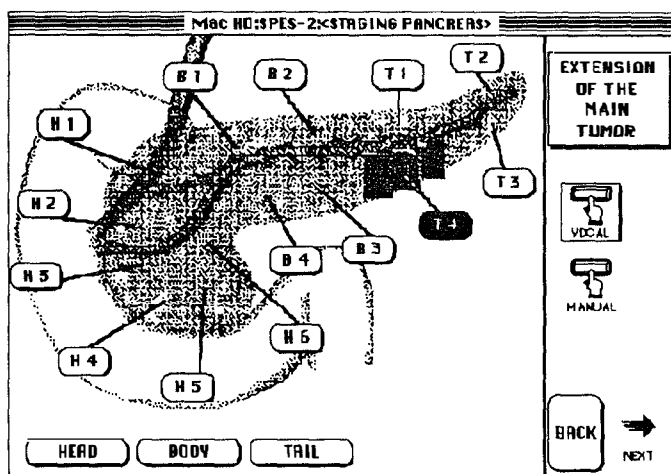 Mac HD:SPES-2:<STAGING PANCREAS>
T 2
B 1
B 2
T 1
EXTENSION
OF THE
MAIN
TUMOR
H 1
T 3
H 2
T 4
VOCAL
B 3
B 4
H 3
MANUAL
H 6
H 4
H 5
BACK
NEXT
HEAD
BODY
TAIL